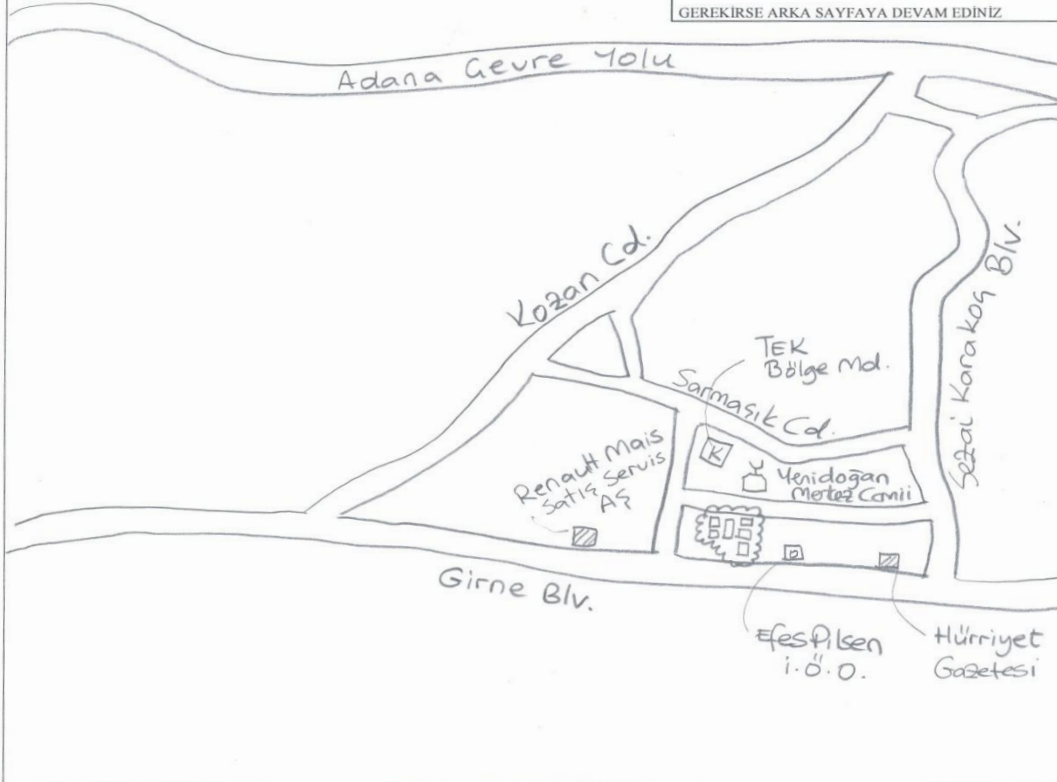 GEREKİRSE ARKA SAYFAYA DEVAM EDİNİZ
Adana Çevre Yolu
Kozan Cd.
Sezai Karakoç Blv.
TEK
Bölge Md.
Sarmaşık Cd.
K
Yenidoğan
Merkez Camii
Renault Mais
Satış Servis
AŞ
Girne Blv.
Efes Pilsen
İ.Ö.O.
Hürriyet
Gazetesi